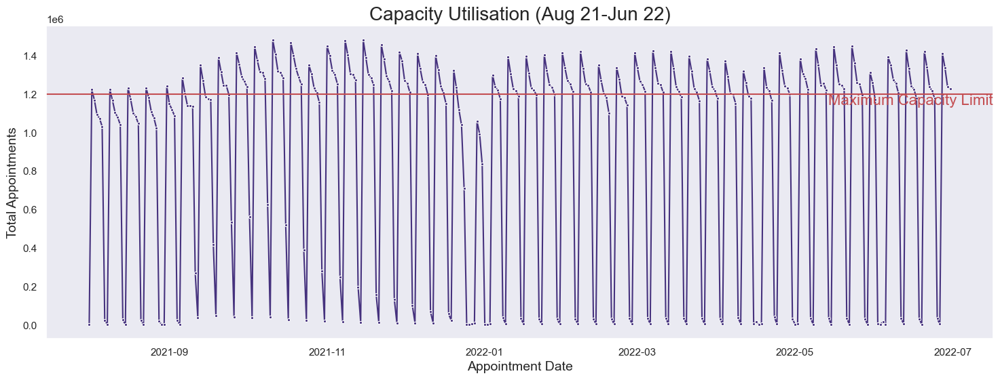 Capacity Utilisation (Aug 21-Jun 22)
1e6
1.4
1.2
1.0
0.8
0.6
0.4
0.2
0.0
Total Appointments
Maximum Capacity Limit
2021-09
2021-11
2022-01
2022-03
2022-05
2022-07
Appointment Date